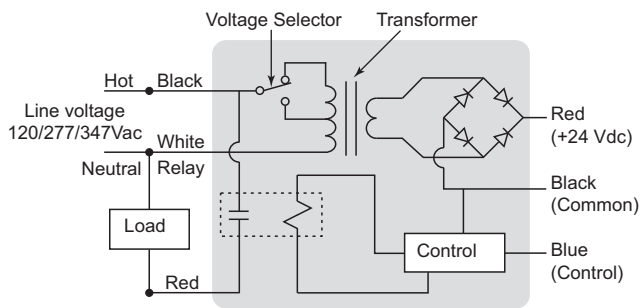 Voltage Selector
Transformer
Hot
Black
Line voltage
120/277/347Vac
White
Neutral
Relay
Load
Red
Control
Red
(+24 Vdc)
Black
(Common)
Blue
(Control)